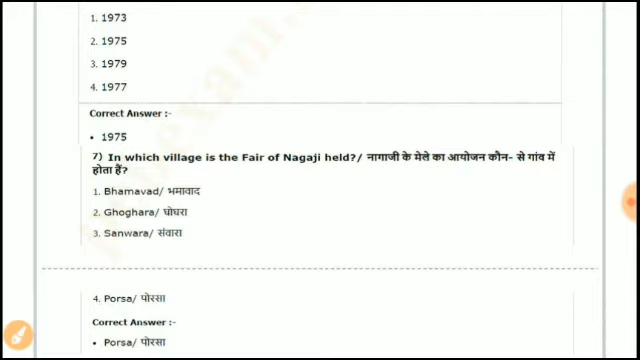 1. 1973
2. 1975
3. 1979
4. 1977
Correct Answer :-
• 1975
7) In which village is the Fair of Nagaji held?/ नागाजी के मेले का आयोजन कौन- से गांव में
होता हैं?
1. Bhamavad/ भमावाद
2. Ghoghara/ घोघरा
3. Sanwara/ संवारा
4. Porsa/ पोरसा
Correct Answer :-
• Porsa/ पोरसा